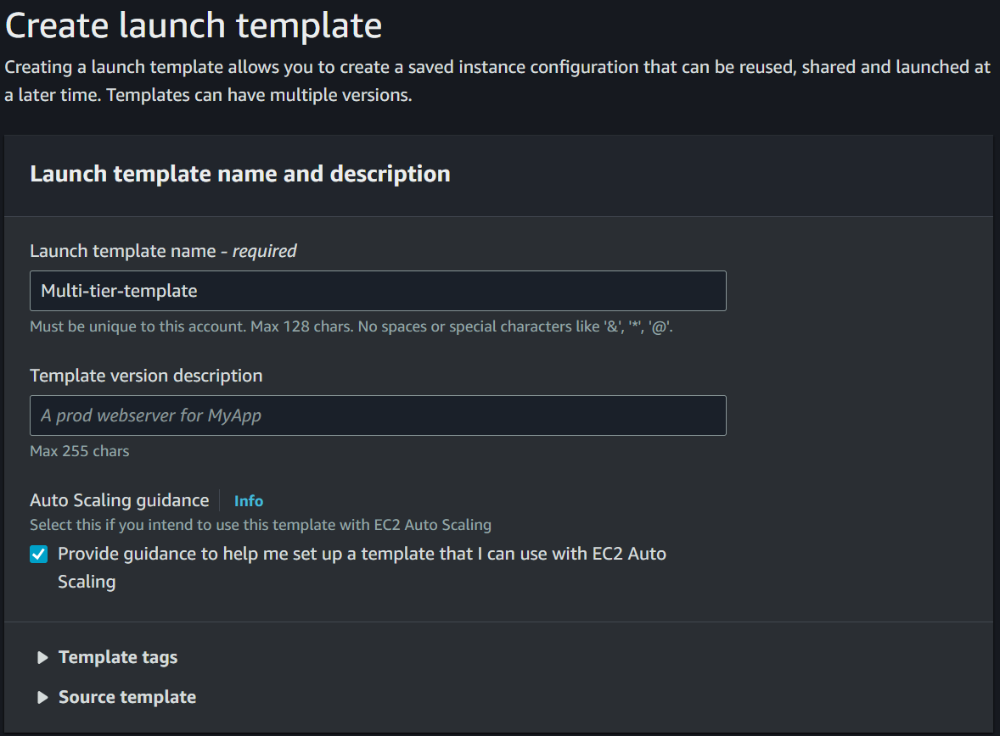 Create launch template
Creating a launch template allows you to create a saved instance configuration that can be reused, shared and launched at
a later time. Templates can have multiple versions.
Launch template name and description
Launch template name - required
Multi-tier-template
Must be unique to this account. Max 128 chars. No spaces or special characters like '&', '*', '@'.
Template version description
A prod webserver for MyApp
Max 255 chars
Auto Scaling guidance Info
Select this if you intend to use this template with EC2 Auto Scaling
Provide guidance to help me set up a template that I can use with EC2 Auto
Scaling
Template tags
Source template